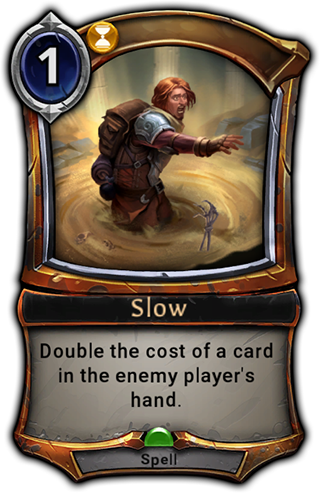 1
Slow
Double the cost of a card
in the enemy player's
hand.
Spell